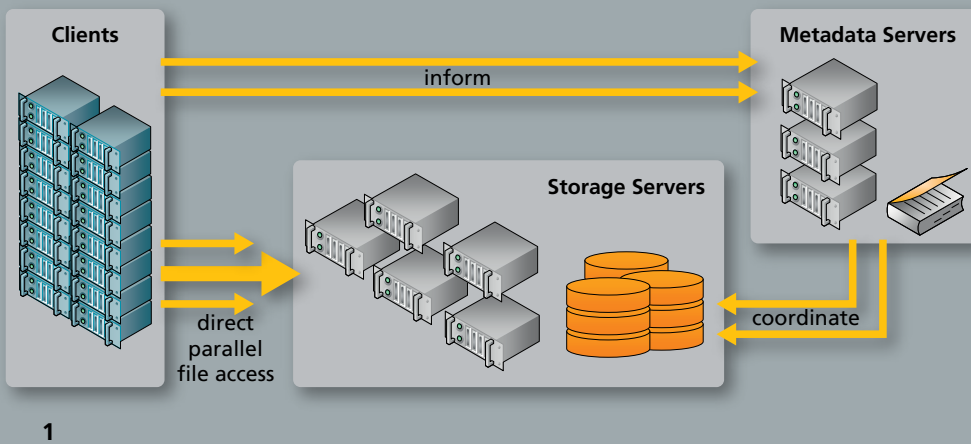 Clients
Metadata Servers
inform
Storage Servers
direct
parallel
file access
coordinate
1